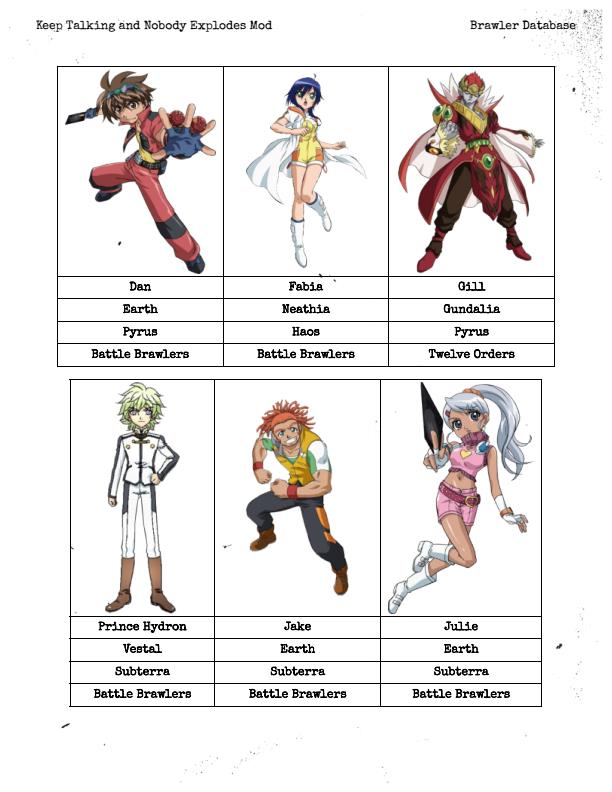 Keep Talking and Nobody Explodes Mod Brawler Database
Dan Fabia Gill
Earth Neathia Gundalia
Pyrus Haos Pyrus
Battle Brawlers Battle Brawlers Twelve Orders
Prince Hydron Jake Julie
Vestal Earth Earth
Subterra Subterra Subterra
Battle Brawlers Battle Brawlers Battle Brawlers